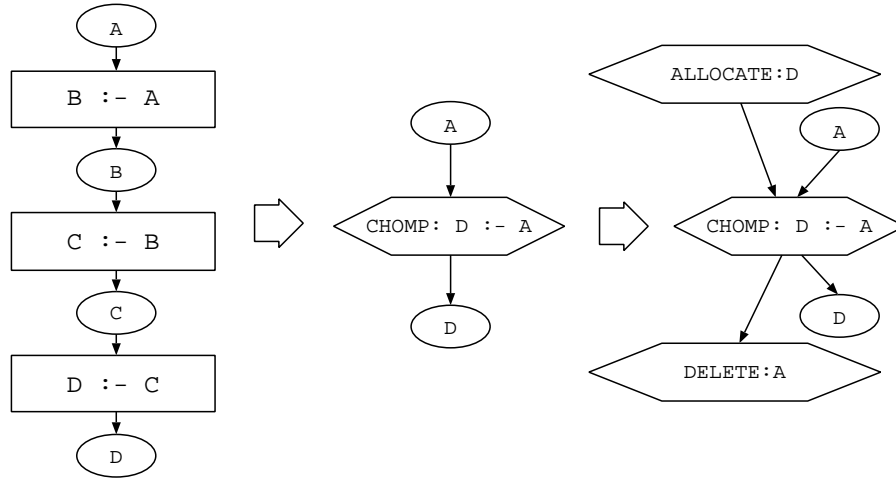 A
B :- A
B
C :- B
C
D :- C
D
A
CHOMP: D :- A
D
ALLOCATE:D
A
CHOMP: D :- A
D
DELETE:A